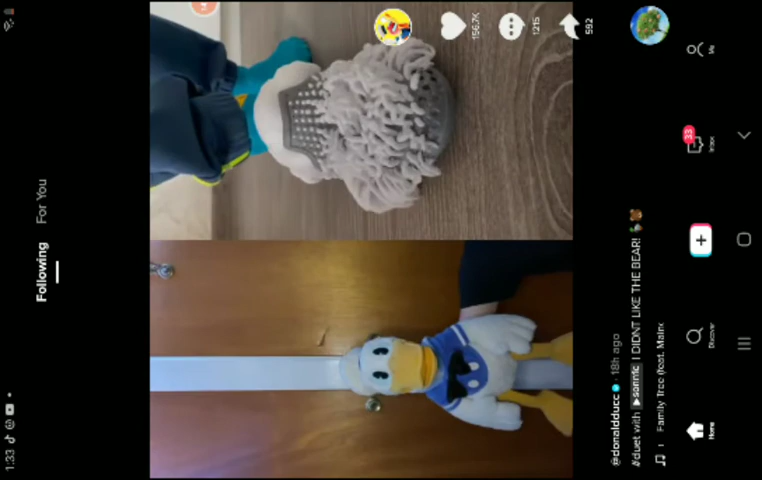 1:33
Following
For You
156.7K
1215
592
@donaldducc · 18h ago
#duet with sonnic I DIDNT LIKE THE BEAR!
Family Tree (feat.
Home
Discover
33
Inbox
Me